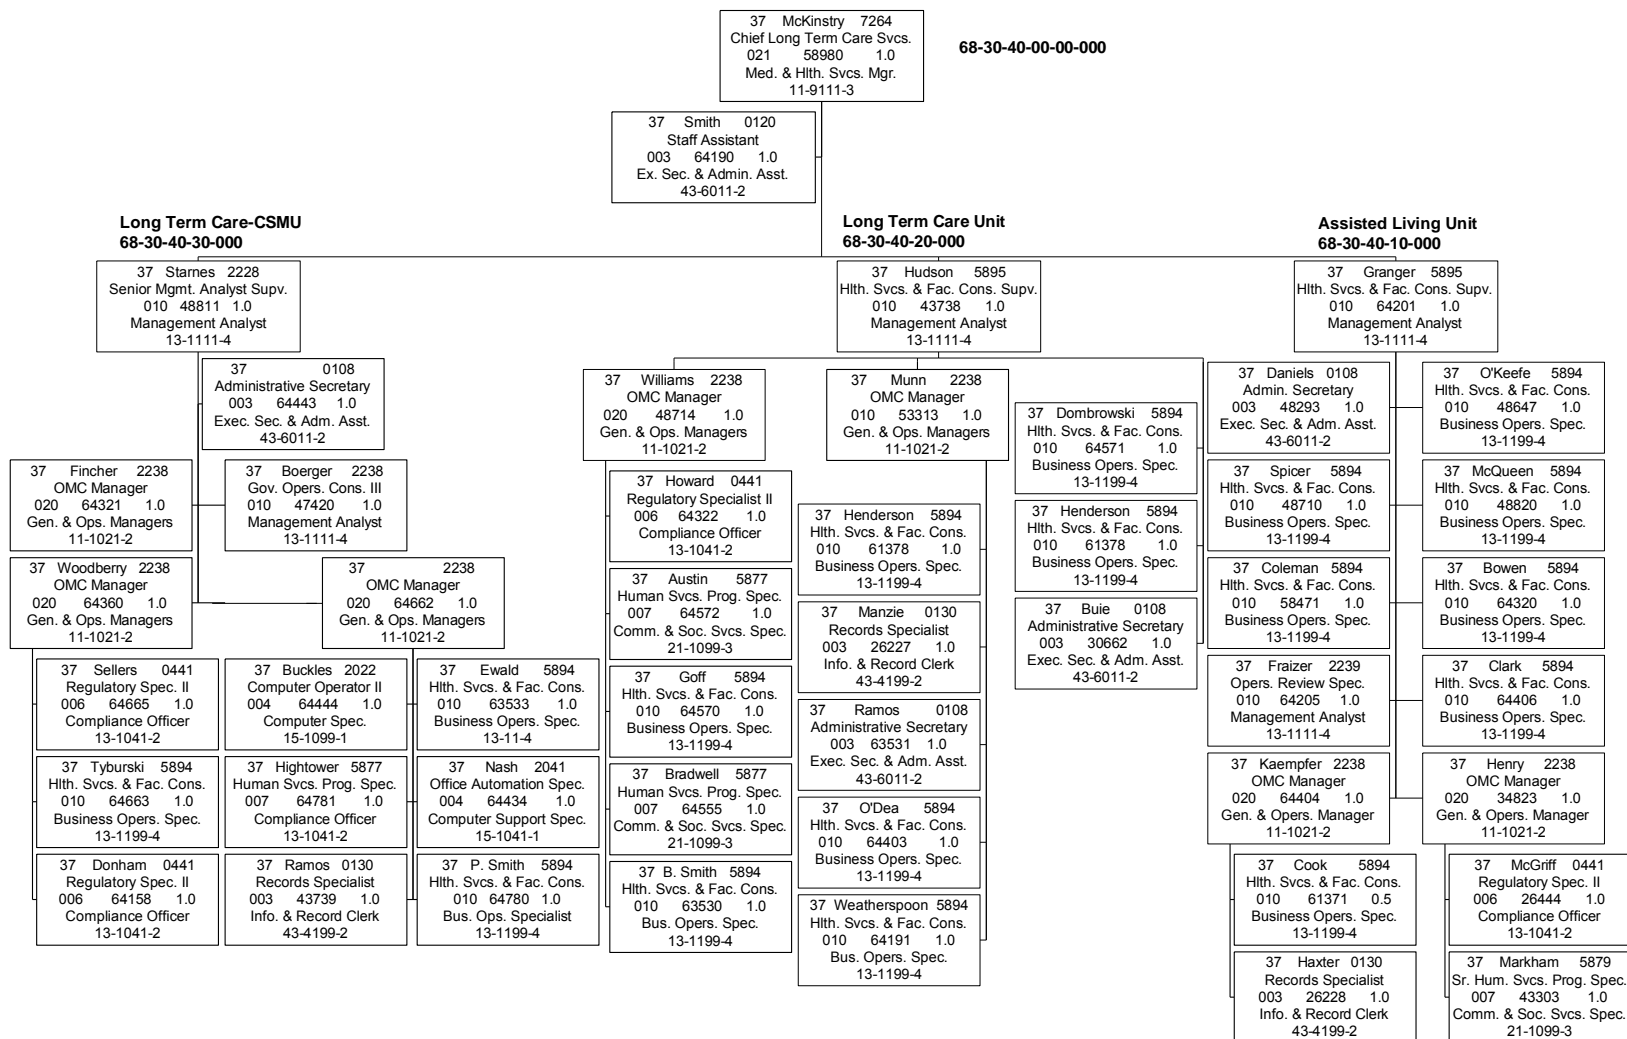 37 McKinstry 7264
Chief Long Term Care Svcs.
021 58980 1.0
Med. & Hlth. Svcs. Mgr.
11-9111-3
68-30-40-00-00-000
37 Smith 0120
Staff Assistant
003 64190 1.0
Ex. Sec. & Admin. Asst.
43-6011-2
Long Term Care-CSMU
68-30-40-30-000
37 Starnes 2228
Senior Mgmt. Analyst Supv.
010 48811 1.0
Management Analyst
13-1111-4
37 0108
Administrative Secretary
003 64443 1.0
Exec. Sec. & Adm. Asst.
43-6011-2
37 Fincher 2238
OMC Manager
020 64321 1.0
Gen. & Ops. Managers
11-1021-2
37 Boerger 2238
Gov. Opers. Cons. III
010 47420 1.0
Management Analyst
13-1111-4
37 Woodberry 2238
OMC Manager
020 64360 1.0
Gen. & Ops. Managers
11-1021-2
37 2238
OMC Manager
020 64662 1.0
Gen. & Ops. Managers
11-1021-2
37 Sellers 0441
Regulatory Spec. II
006 64665 1.0
Compliance Officer
13-1041-2
37 Buckles 2022
Computer Operator II
004 64444 1.0
Computer Spec.
15-1099-1
37 Ewald 5894
Hlth. Svcs. & Fac. Cons.
010 63533 1.0
Business Opers. Spec.
13-11-4
37 Tyburski 5894
Hlth. Svcs. & Fac. Cons.
010 64663 1.0
Business Opers. Spec.
13-1199-4
37 Hightower 5877
Human Svcs. Prog. Spec.
007 64781 1.0
Compliance Officer
13-1041-2
37 Nash 2041
Office Automation Spec.
004 64434 1.0
Computer Support Spec.
15-1041-1
37 Donham 0441
Regulatory Spec. II
006 64158 1.0
Compliance Officer
13-1041-2
37 Ramos 0130
Records Specialist
003 43739 1.0
Info. & Record Clerk
43-4199-2
37 P. Smith 5894
Hlth. Svcs. & Fac. Cons.
010 64780 1.0
Bus. Ops. Specialist
13-1199-4
Long Term Care Unit
68-30-40-20-000
37 Hudson 5895
Hlth. Svcs. & Fac. Cons. Supv.
010 43738 1.0
Management Analyst
13-1111-4
37 Williams 2238
OMC Manager
020 48714 1.0
Gen. & Ops. Managers
11-1021-2
37 Munn 2238
OMC Manager
010 53313 1.0
Gen. & Ops. Managers
11-1021-2
37 Howard 0441
Regulatory Specialist II
006 64322 1.0
Compliance Officer
13-1041-2
37 Austin 5877
Human Svcs. Prog. Spec.
007 64572 1.0
Comm. & Soc. Svcs. Spec.
21-1099-3
37 Goff 5894
Hlth. Svcs. & Fac. Cons.
010 64570 1.0
Business Opers. Spec.
13-1199-4
37 Bradwell 5877
Human Svcs. Prog. Spec.
007 64555 1.0
Comm. & Soc. Svcs. Spec.
21-1099-3
37 B. Smith 5894
Hlth. Svcs. & Fac. Cons.
010 63530 1.0
Bus. Opers. Spec.
13-1199-4
37 Henderson 5894
Hlth. Svcs. & Fac. Cons.
010 61378 1.0
Business Opers. Spec.
13-1199-4
37 Manzie 0130
Records Specialist
003 26227 1.0
Info. & Record Clerk
43-4199-2
37 Ramos 0108
Administrative Secretary
003 63531 1.0
Exec. Sec. & Adm. Asst.
43-6011-2
37 O'Dea 5894
Hlth. Svcs. & Fac. Cons.
010 64403 1.0
Business Opers. Spec.
13-1199-4
37 Weatherspoon 5894
Hlth. Svcs. & Fac. Cons.
010 64191 1.0
Bus. Opers. Spec.
13-1199-4
37 Dombrowski 5894
Hlth. Svcs. & Fac. Cons.
010 64571 1.0
Business Opers. Spec.
13-1199-4
37 Henderson 5894
Hlth. Svcs. & Fac. Cons.
010 61378 1.0
Business Opers. Spec.
13-1199-4
37 Buie 0108
Administrative Secretary
003 30662 1.0
Exec. Sec. & Adm. Asst.
43-6011-2
Assisted Living Unit
68-30-40-10-000
37 Granger 5895
Hlth. Svcs. & Fac. Cons. Supv.
010 64201 1.0
Management Analyst
13-1111-4
37 Daniels 0108
Admin. Secretary
003 48293 1.0
Exec. Sec. & Adm. Asst.
43-6011-2
37 O'Keefe 5894
Hlth. Svcs. & Fac. Cons.
010 48647 1.0
Business Opers. Spec.
13-1199-4
37 Spicer 5894
Hlth. Svcs. & Fac. Cons.
010 48710 1.0
Business Opers. Spec.
13-1199-4
37 McQueen 5894
Hlth. Svcs. & Fac. Cons.
010 48820 1.0
Business Opers. Spec.
13-1199-4
37 Coleman 5894
Hlth. Svcs. & Fac. Cons.
010 58471 1.0
Business Opers. Spec.
13-1199-4
37 Bowen 5894
Hlth. Svcs. & Fac. Cons.
010 64320 1.0
Business Opers. Spec.
13-1199-4
37 Fraizer 2239
Opers. Review Spec.
010 64205 1.0
Management Analyst
13-1111-4
37 Clark 5894
Hlth. Svcs. & Fac. Cons.
010 64406 1.0
Business Opers. Spec.
13-1199-4
37 Kaempfer 2238
OMC Manager
020 64404 1.0
Gen. & Opers. Manager
11-1021-2
37 Henry 2238
OMC Manager
020 34823 1.0
Gen. & Opers. Manager
11-1021-2
37 Cook 5894
Hlth. Svcs. & Fac. Cons.
010 61371 0.5
Business Opers. Spec.
13-1199-4
37 McGriff 0441
Regulatory Spec. II
006 26444 1.0
Compliance Officer
13-1041-2
37 Haxter 0130
Records Specialist
003 26228 1.0
Info. & Record Clerk
43-4199-2
37 Markham 5879
Sr. Hum. Svcs. Prog. Spec.
007 43303 1.0
Comm. & Soc. Svcs. Spec.
21-1099-3